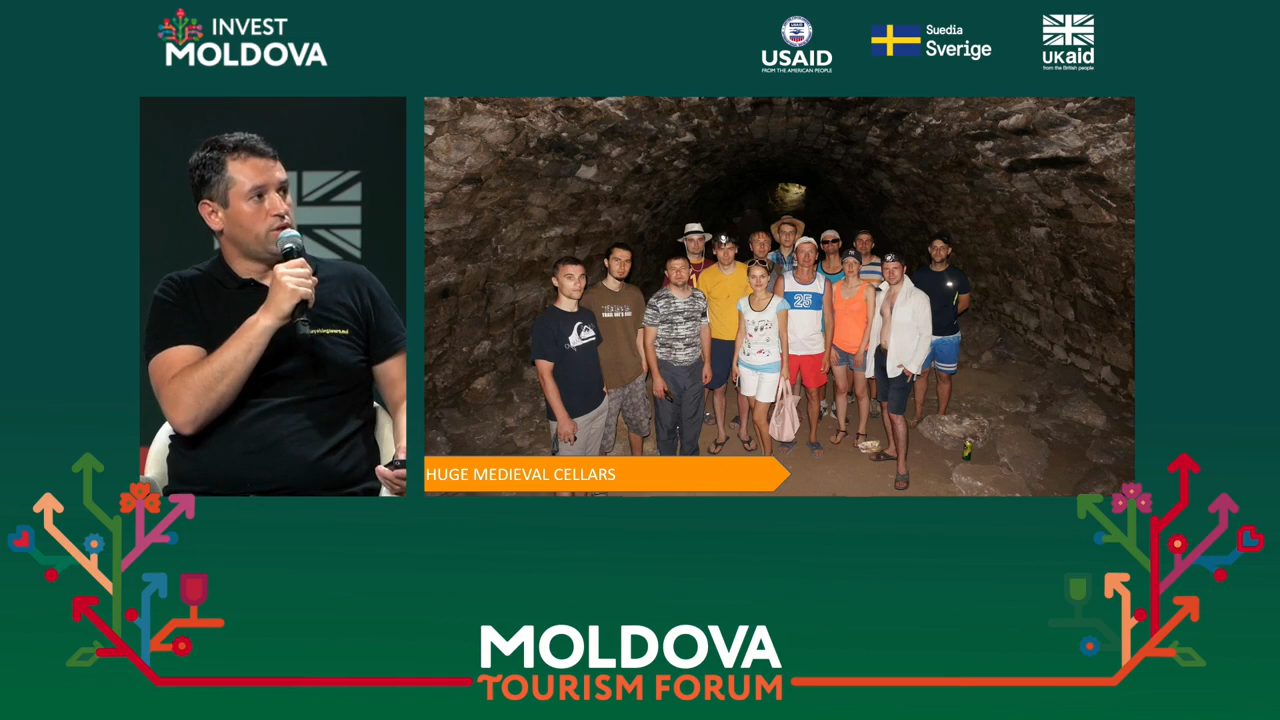 INVEST
MOLDOVA
USAID
FROM THE AMERICAN PEOPLE
Suedia
Sverige
UKaid
from the British people
25
HUGE MEDIEVAL CELLARS
MOLDOVA
TOURISM FORUM